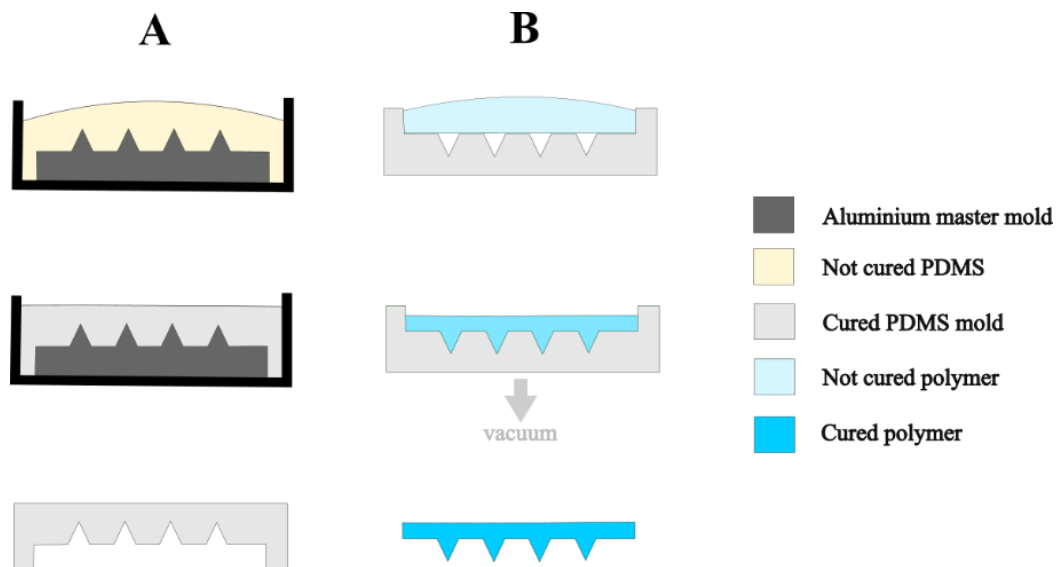 A
B
Aluminium master mold
Not cured PDMS
Cured PDMS mold
Not cured polymer
Cured polymer
vacuum